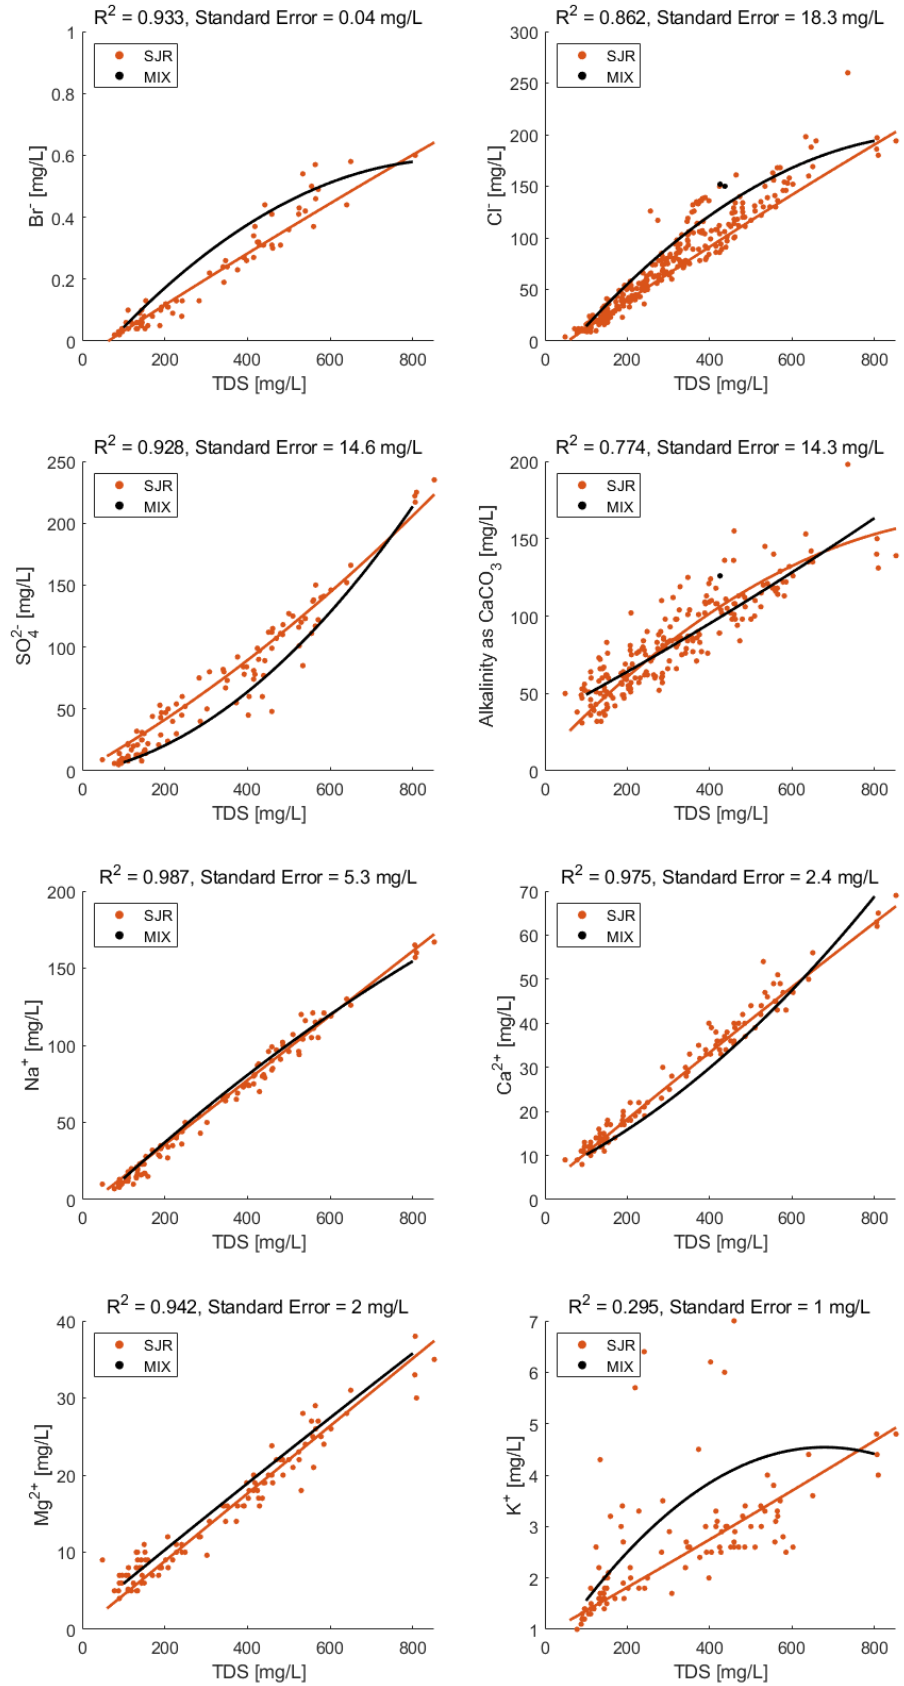 R² = 0.933, Standard Error = 0.04 mg/L
1
0.8
0.6
0.4
0.2
0
Br⁻ [mg/L]
SJR
MIX
0 200 400 600 800
TDS [mg/L]
R² = 0.862, Standard Error = 18.3 mg/L
300
250
200
150
100
50
0
Cl⁻ [mg/L]
SJR
MIX
0 200 400 600 800
TDS [mg/L]
R² = 0.928, Standard Error = 14.6 mg/L
250
200
150
100
50
0
SO₄²⁻ [mg/L]
SJR
MIX
0 200 400 600 800
TDS [mg/L]
R² = 0.774, Standard Error = 14.3 mg/L
200
150
100
50
0
Alkalinity as CaCO₃ [mg/L]
SJR
MIX
0 200 400 600 800
TDS [mg/L]
R² = 0.987, Standard Error = 5.3 mg/L
200
150
100
50
0
Na⁺ [mg/L]
SJR
MIX
0 200 400 600 800
TDS [mg/L]
R² = 0.975, Standard Error = 2.4 mg/L
70
60
50
40
30
20
10
0
Ca²⁺ [mg/L]
SJR
MIX
0 200 400 600 800
TDS [mg/L]
R² = 0.942, Standard Error = 2 mg/L
40
30
20
10
0
Mg²⁺ [mg/L]
SJR
MIX
0 200 400 600 800
TDS [mg/L]
R² = 0.295, Standard Error = 1 mg/L
7
6
5
4
3
2
1
K⁺ [mg/L]
SJR
MIX
0 200 400 600 800
TDS [mg/L]